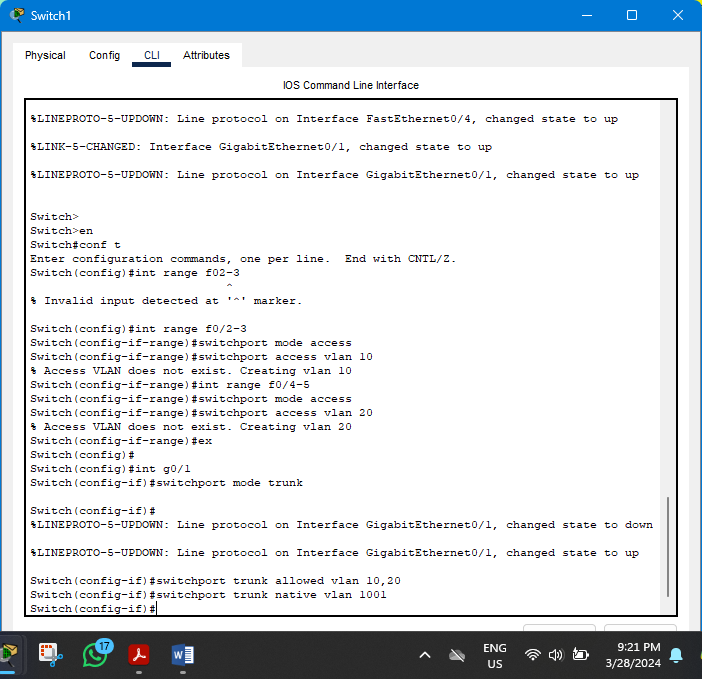 Switch1
Physical Config CLI Attributes
IOS Command Line Interface
%LINEPROTO-5-UPDOWN: Line protocol on Interface FastEthernet0/4, changed state to up
%LINK-5-CHANGED: Interface GigabitEthernet0/1, changed state to up
%LINEPROTO-5-UPDOWN: Line protocol on Interface GigabitEthernet0/1, changed state to up
Switch>
Switch>en
Switch#conf t
Enter configuration commands, one per line.  End with CNTL/Z.
Switch(config)#int range f02-3
^
% Invalid input detected at '^' marker.
Switch(config)#int range f0/2-3
Switch(config-if-range)#switchport mode access
Switch(config-if-range)#switchport access vlan 10
% Access VLAN does not exist. Creating vlan 10
Switch(config-if-range)#int range f0/4-5
Switch(config-if-range)#switchport mode access
Switch(config-if-range)#switchport access vlan 20
% Access VLAN does not exist. Creating vlan 20
Switch(config-if-range)#ex
Switch(config)#
Switch(config)#int g0/1
Switch(config-if)#switchport mode trunk
Switch(config-if)#
%LINEPROTO-5-UPDOWN: Line protocol on Interface GigabitEthernet0/1, changed state to down
%LINEPROTO-5-UPDOWN: Line protocol on Interface GigabitEthernet0/1, changed state to up
Switch(config-if)#switchport trunk allowed vlan 10,20
Switch(config-if)#switchport trunk native vlan 1001
Switch(config-if)#
17
W
ENG
US
9:21 PM
3/28/2024